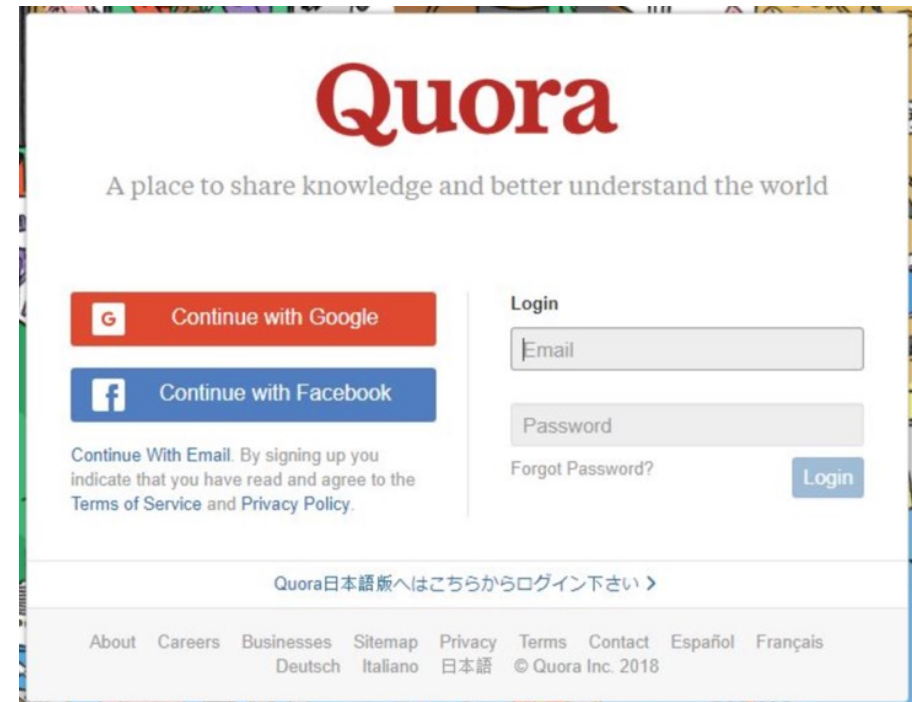 Quora
A place to share knowledge and better understand the world
Continue with Google
Continue with Facebook
Continue With Email. By signing up you
indicate that you have read and agree to the
Terms of Service and Privacy Policy.
Login
Email
Password
Forgot Password?
Login
Quora日本語版へはこちらからログイン下さい
About Careers Businesses Sitemap Privacy Terms Contact Español Français
Deutsch Italiano 日本語 © Quora Inc. 2018